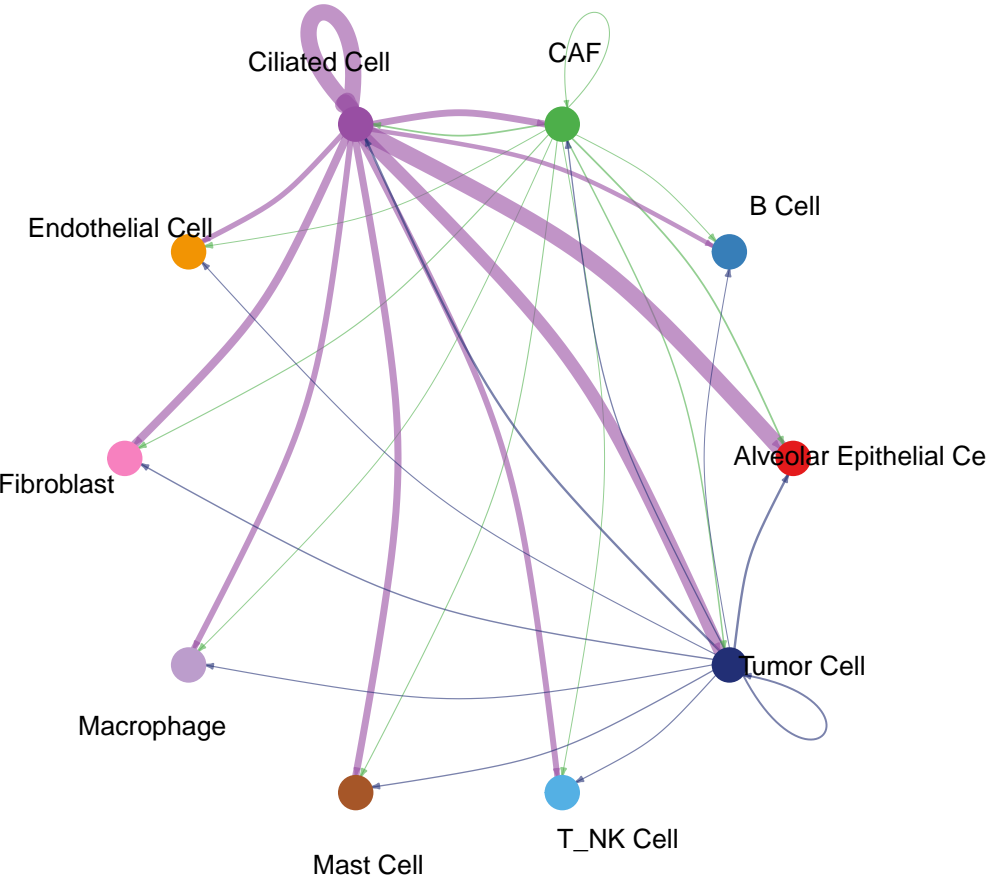 Ciliated Cell
CAF
B Cell
Endothelial Cell
Alveolar Epithelial Ce
Fibroblast
Tumor Cell
Macrophage
T_NK Cell
Mast Cell